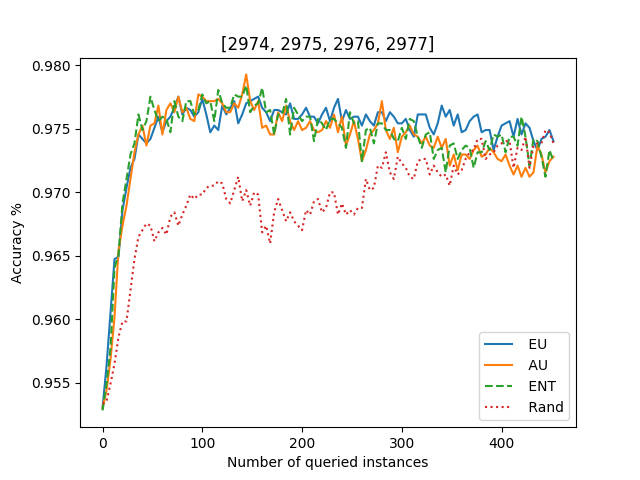 [2974, 2975, 2976, 2977]
Accuracy %
0.980
0.975
0.970
0.965
0.960
0.955
0 100 200 300 400
Number of queried instances
EU
AU
ENT
Rand